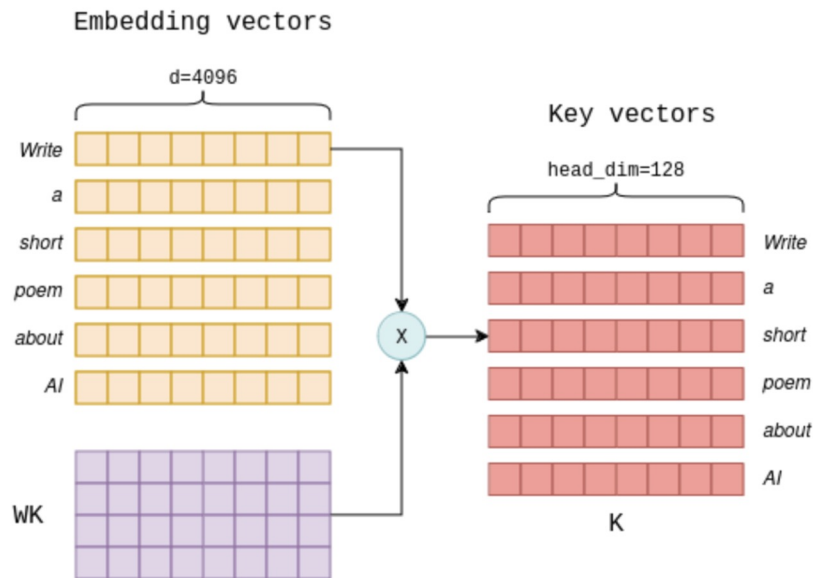 Embedding vectors
d=4096
Write
a
short
poem
about
AI
WK
X
Key vectors
head_dim=128
Write
a
short
poem
about
AI
K